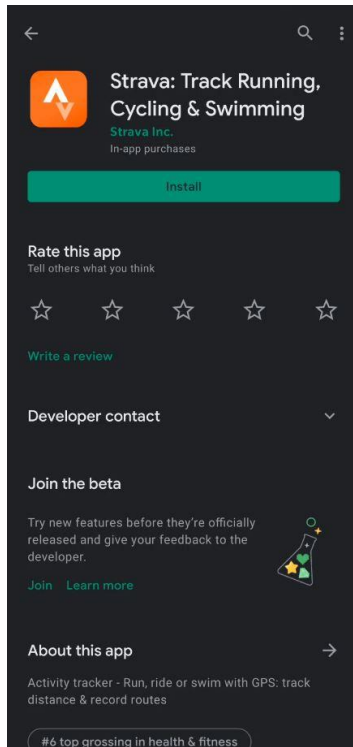 Strava: Track Running,
Cycling & Swimming
Strava Inc.
In-app purchases
Install
Rate this app
Tell others what you think
Write a review
Developer contact
Join the beta
Try new features before they're officially
released and give your feedback to the
developer.
Join Learn more
About this app
Activity tracker - Run, ride or swim with GPS: track
distance & record routes
#6 top grossing in health & fitness